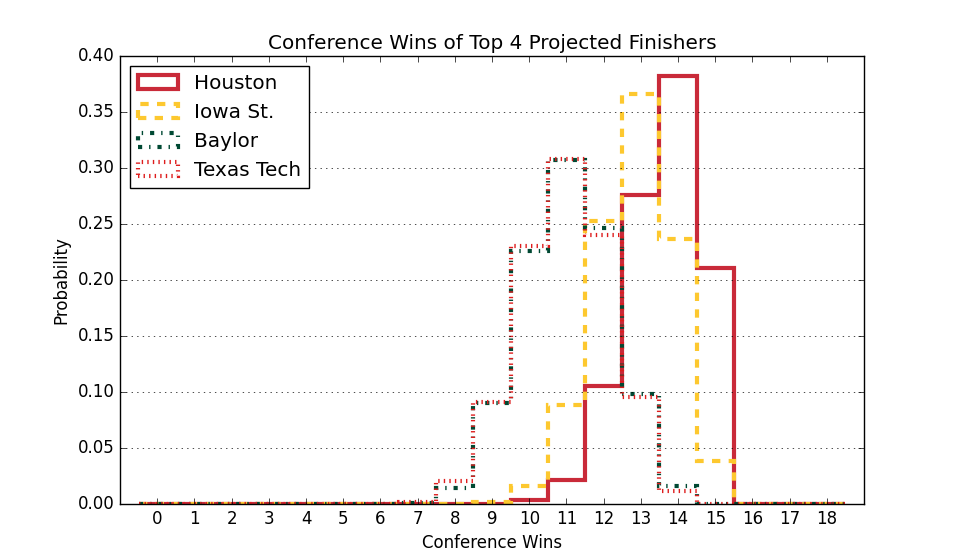 Conference Wins of Top 4 Projected Finishers
0.40
0.35
0.30
0.25
0.20
0.15
0.10
0.05
0.00
Probability
Houston
Iowa St.
Baylor
Texas Tech
0 1 2 3 4 5 6 7 8 9 10 11 12 13 14 15 16 17 18
Conference Wins